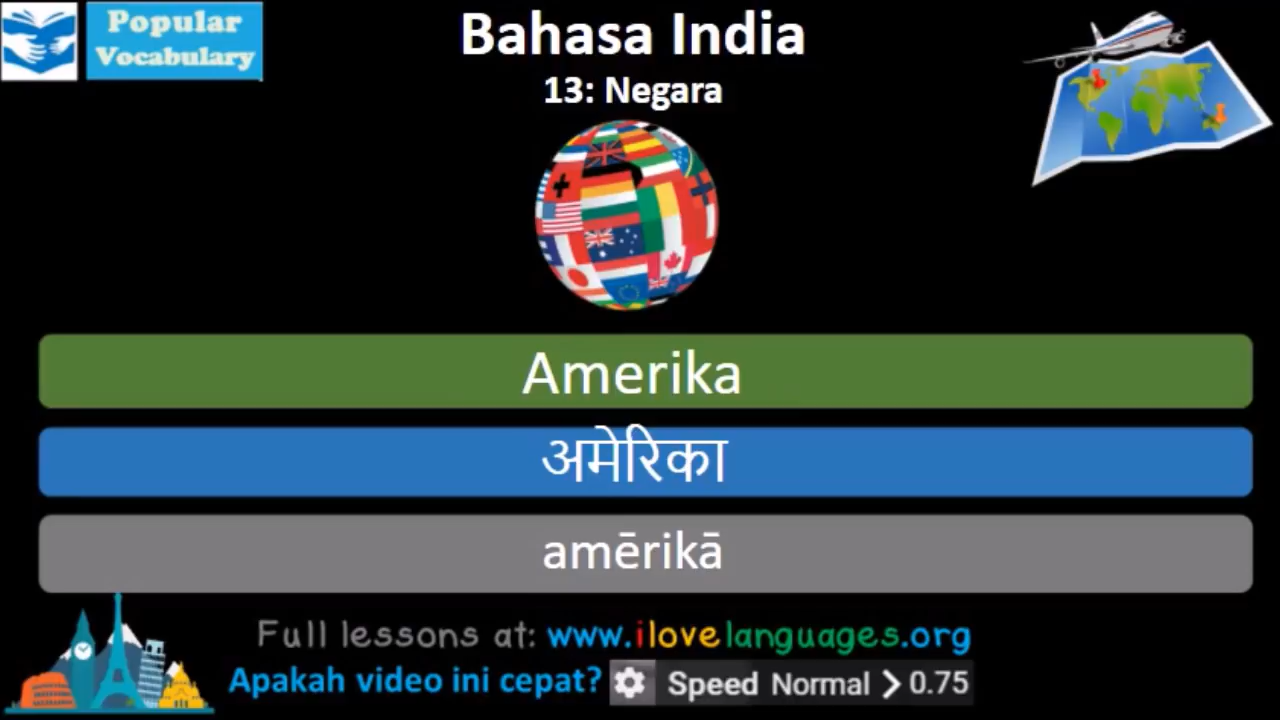 Popular
Vocabulary
Bahasa India
13: Negara
Amerika
अमेरिका
amērikā
Full lessons at: www.ilovelanguages.org
Apakah video ini cepat? Speed Normal > 0.75